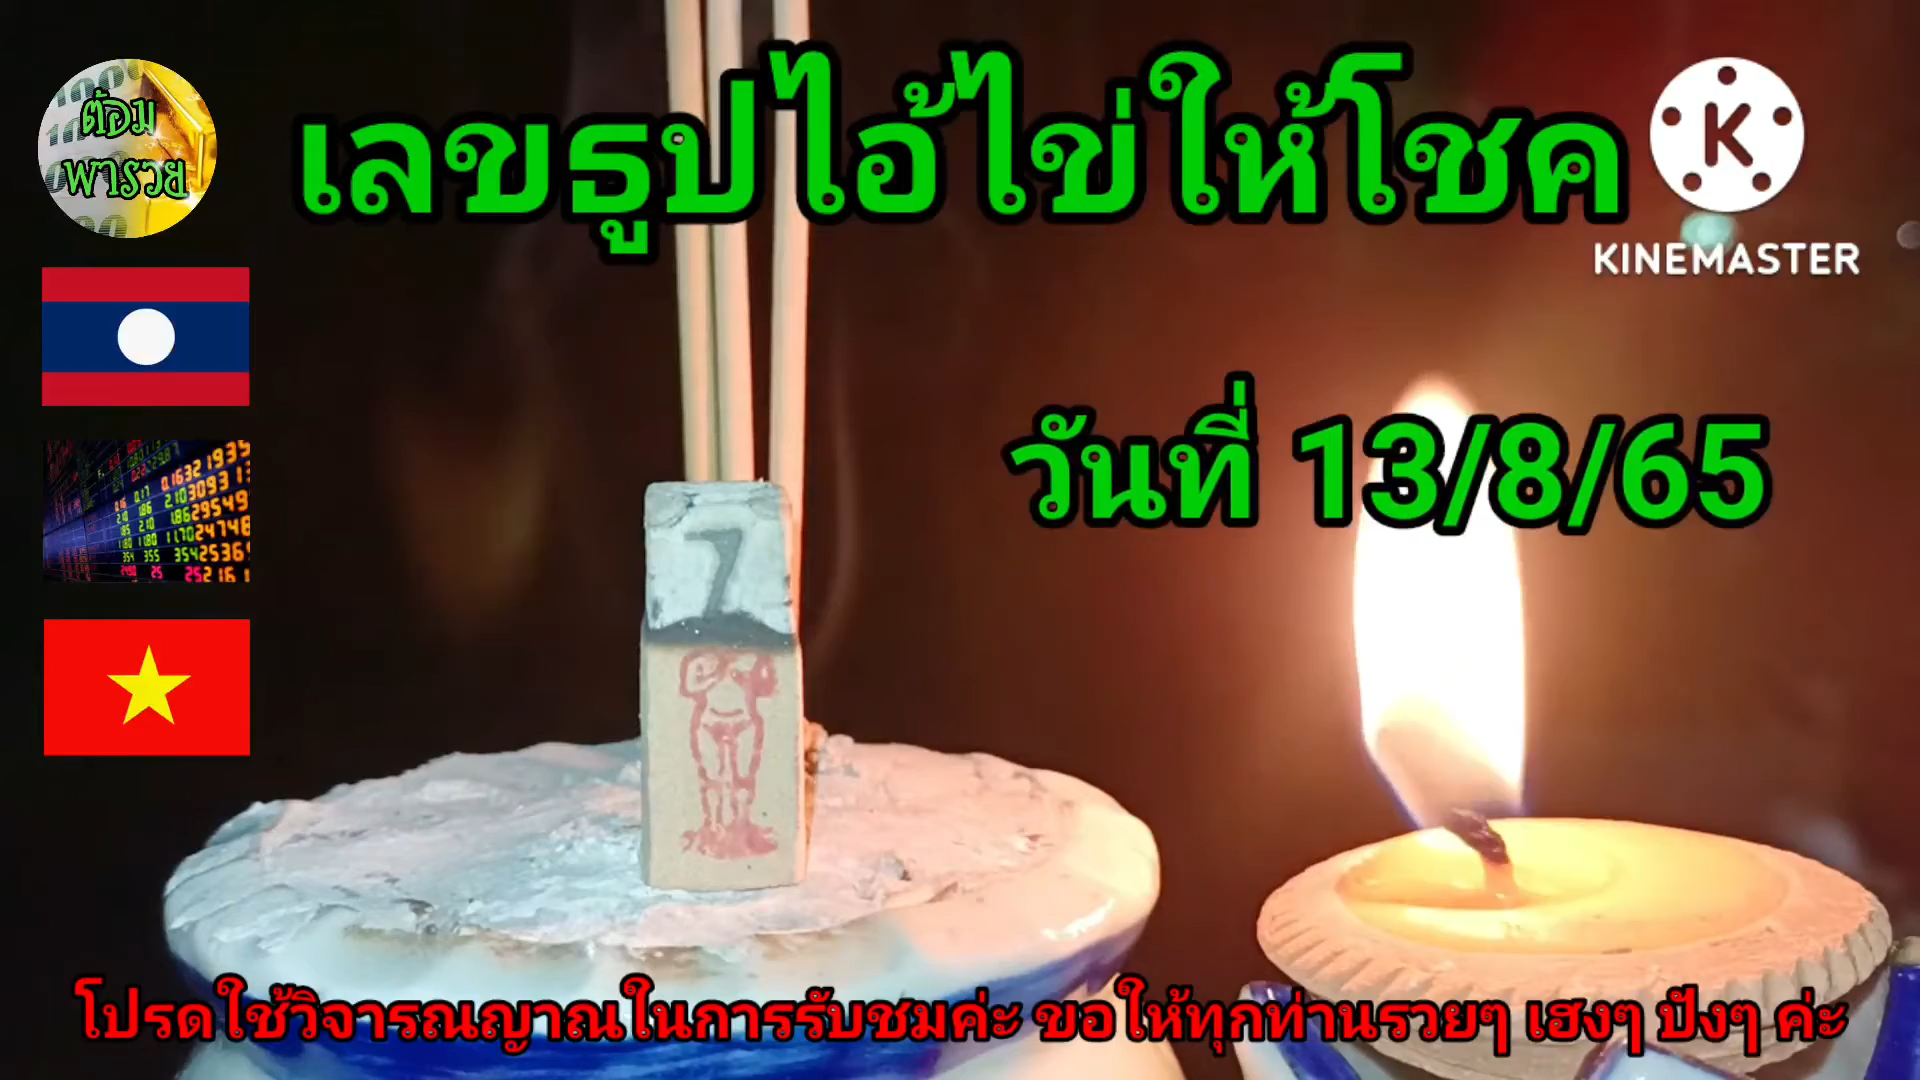 ต้อม
พารวย
เลขธูปไอ้ไข่ให้โชค
K
KINEMASTER
วันที่ 13/8/65
7
โปรดใช้วิจารณญาณในการรับชมค่ะ ขอให้ทุกท่านรวยๆ เฮงๆ ปังๆ ค่ะ